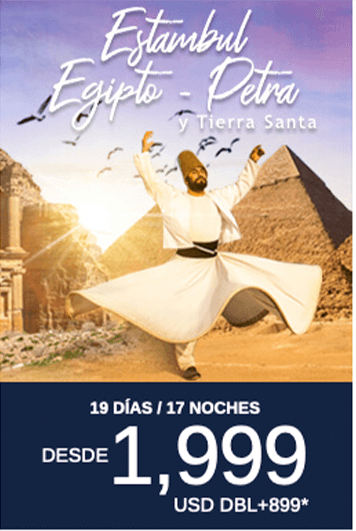 Estambul
Egipto - Petra
y Tierra Santa
19 DÍAS / 17 NOCHES
DESDE 1,999
USD DBL+899*